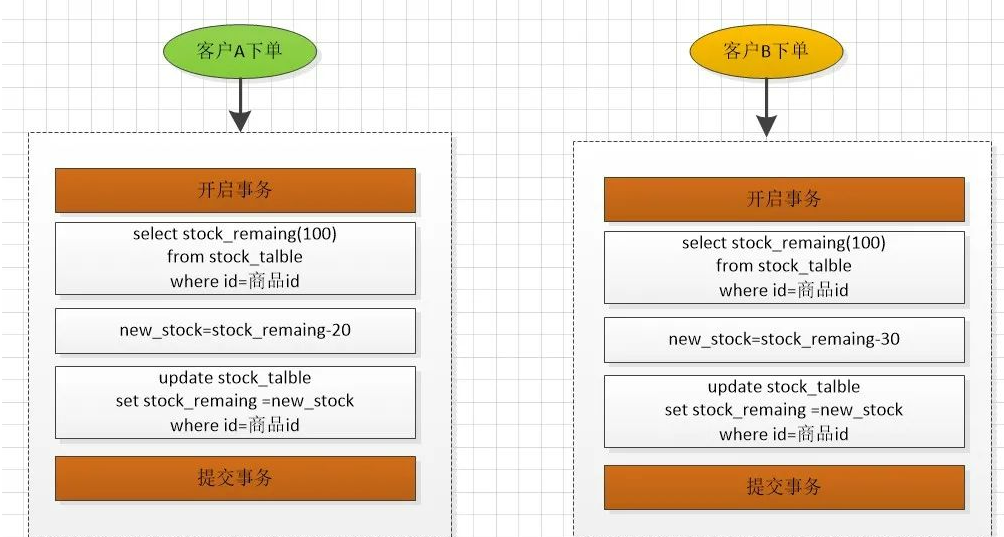 客户A下单
开启事务
select stock_remaing(100)
from stock_talble
where id=商品id
new_stock=stock_remaing-20
update stock_talble
set stock_remaing =new_stock
where id=商品id
提交事务
客户B下单
开启事务
select stock_remaing(100)
from stock_talble
where id=商品id
new_stock=stock_remaing-30
update stock_talble
set stock_remaing =new_stock
where id=商品id
提交事务